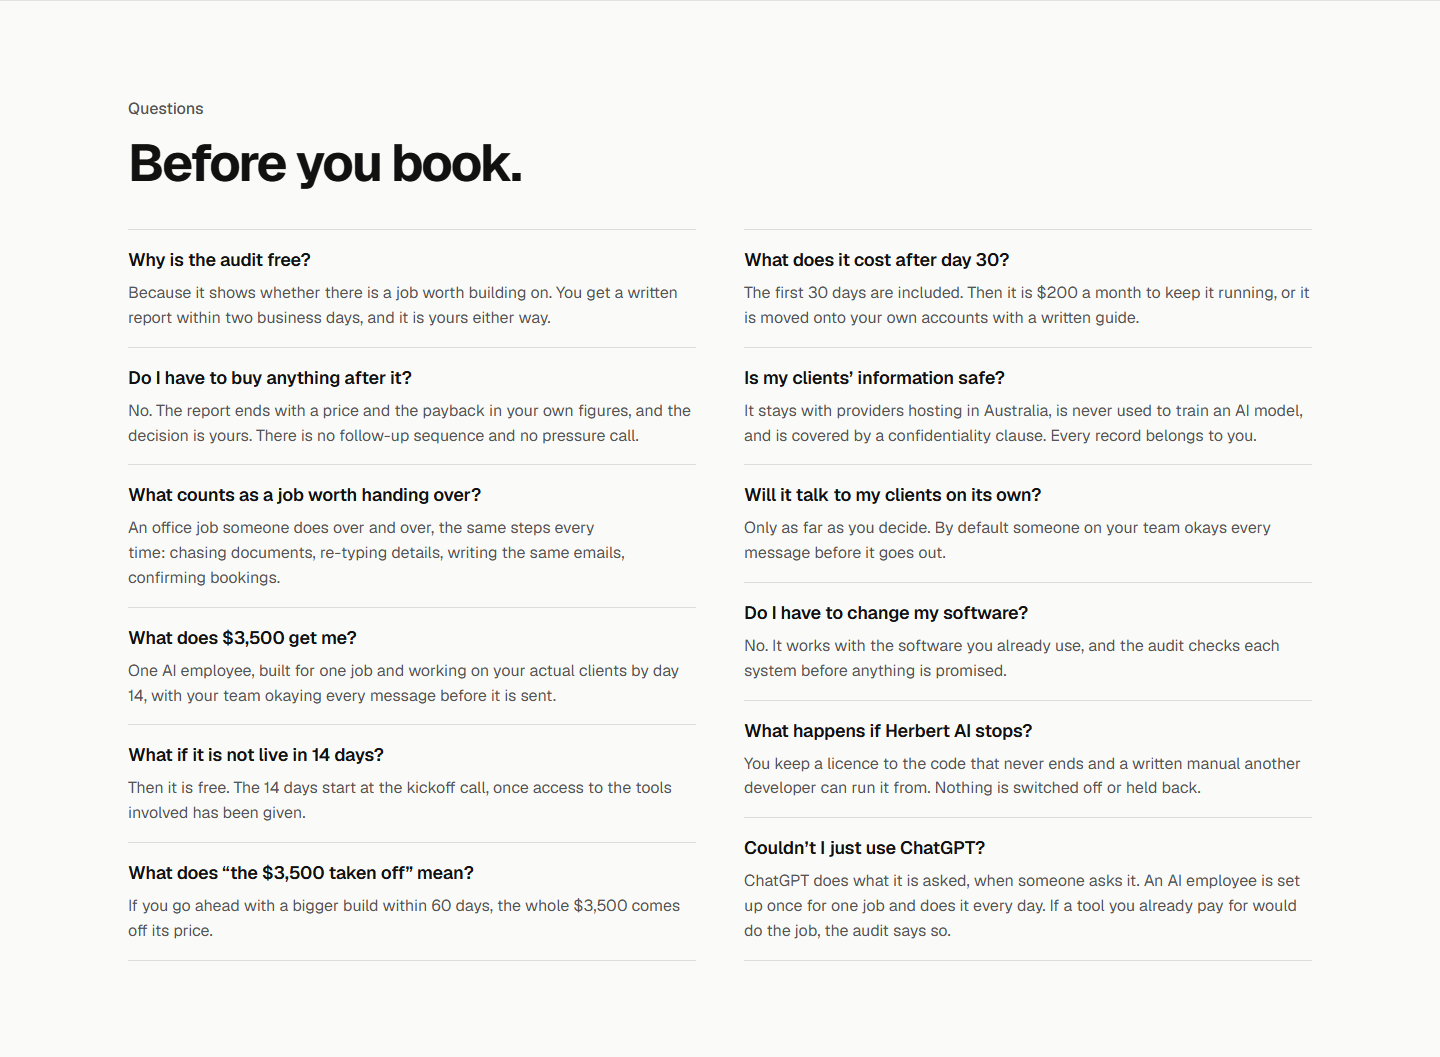 Questions
Before you book.
Why is the audit free?
Because it shows whether there is a job worth building on. You get a written
report within two business days, and it is yours either way.
Do I have to buy anything after it?
No. The report ends with a price and the payback in your own figures, and the
decision is yours. There is no follow-up sequence and no pressure call.
What counts as a job worth handing over?
An office job someone does over and over, the same steps every
time: chasing documents, re-typing details, writing the same emails,
confirming bookings.
What does $3,500 get me?
One AI employee, built for one job and working on your actual clients by day
14, with your team okaying every message before it is sent.
What if it is not live in 14 days?
Then it is free. The 14 days start at the kickoff call, once access to the tools
involved has been given.
What does “the $3,500 taken off” mean?
If you go ahead with a bigger build within 60 days, the whole $3,500 comes
off its price.
What does it cost after day 30?
The first 30 days are included. Then it is $200 a month to keep it running, or it
is moved onto your own accounts with a written guide.
Is my clients’ information safe?
It stays with providers hosting in Australia, is never used to train an AI model,
and is covered by a confidentiality clause. Every record belongs to you.
Will it talk to my clients on its own?
Only as far as you decide. By default someone on your team okays every
message before it goes out.
Do I have to change my software?
No. It works with the software you already use, and the audit checks each
system before anything is promised.
What happens if Herbert AI stops?
You keep a licence to the code that never ends and a written manual another
developer can run it from. Nothing is switched off or held back.
Couldn’t I just use ChatGPT?
ChatGPT does what it is asked, when someone asks it. An AI employee is set
up once for one job and does it every day. If a tool you already pay for would
do the job, the audit says so.